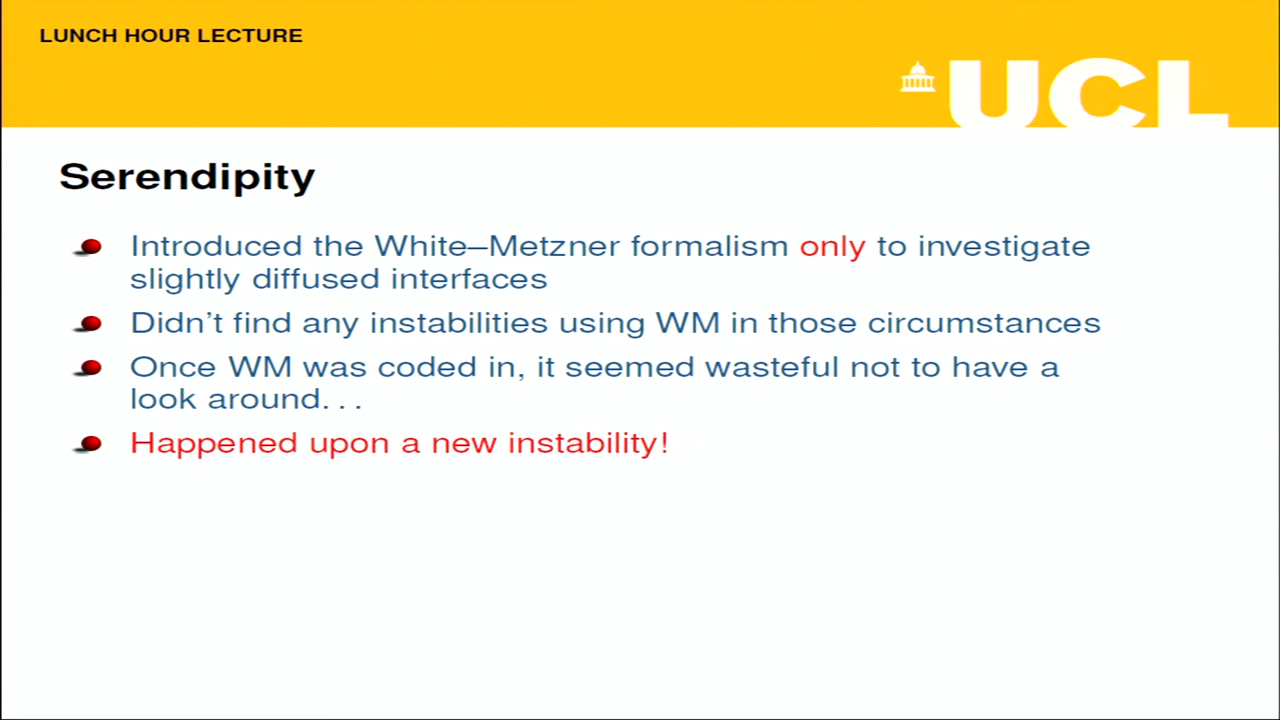 LUNCH HOUR LECTURE
UCL
Serendipity
Introduced the White–Metzner formalism only to investigate
slightly diffused interfaces
Didn’t find any instabilities using WM in those circumstances
Once WM was coded in, it seemed wasteful not to have a
look around. . .
Happened upon a new instability!